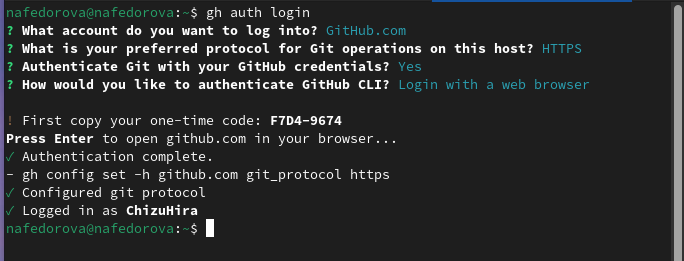 nafedorova@nafedorova:~$ gh auth login
? What account do you want to log into? GitHub.com
? What is your preferred protocol for Git operations on this host? HTTPS
? Authenticate Git with your GitHub credentials? Yes
? How would you like to authenticate GitHub CLI? Login with a web browser
! First copy your one-time code: F7D4-9674
Press Enter to open github.com in your browser...
✓ Authentication complete.
- gh config set -h github.com git_protocol https
✓ Configured git protocol
✓ Logged in as ChizuHira
nafedorova@nafedorova:~$